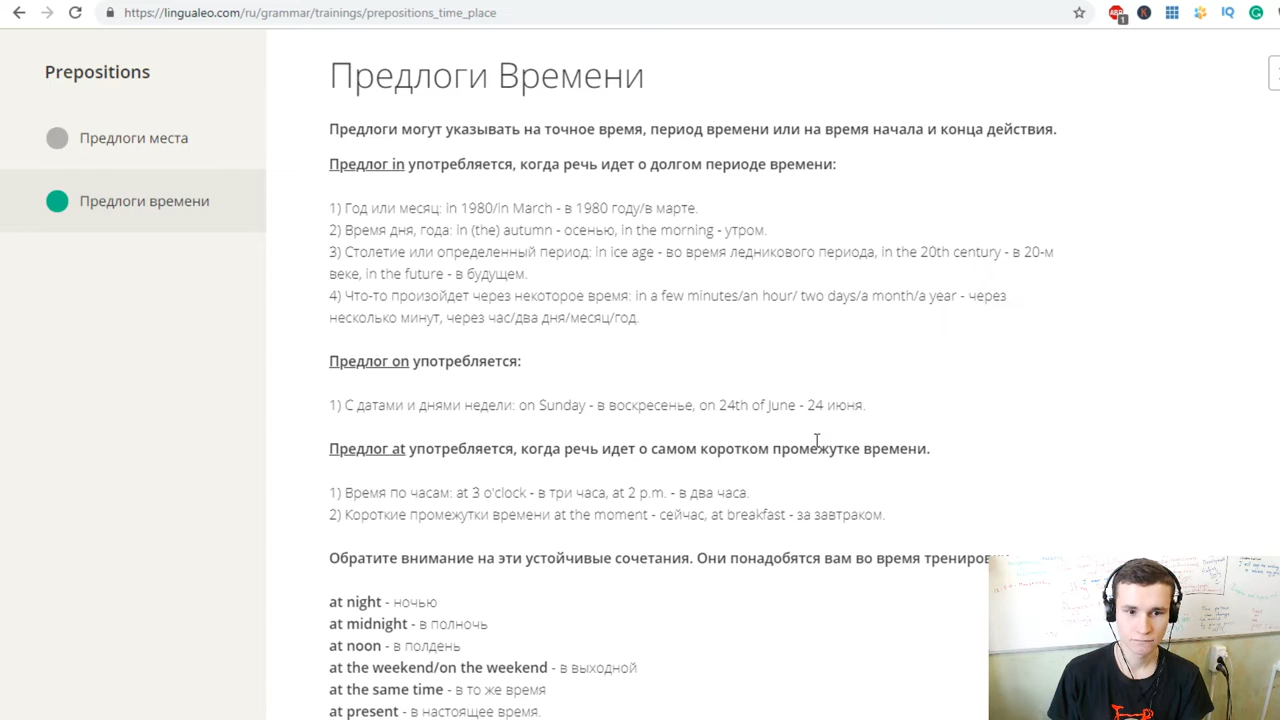 https://lingualeo.com/ru/grammar/trainings/prepositions_time_place
Prepositions
Предлоги места
Предлоги времени
Предлоги Времени
Предлоги могут указывать на точное время, период времени или на время начала и конца действия.
Предлог in употребляется, когда речь идет о долгом периоде времени:
1) Год или месяц: in 1980/in March - в 1980 году/в марте.
2) Время дня, года: in (the) autumn - осенью, in the morning - утром.
3) Столетие или определенный период: in ice age - во время ледникового периода, in the 20th century - в 20-м
веке, in the future - в будущем.
4) Что-то произойдет через некоторое время: in a few minutes/an hour/ two days/a month/a year - через
несколько минут, через час/два дня/месяц/год.
Предлог on употребляется:
1) С датами и днями недели: on Sunday - в воскресенье, on 24th of June - 24 июня.
Предлог at употребляется, когда речь идет о самом коротком промежутке времени.
1) Время по часам: at 3 o'clock - в три часа, at 2 p.m. - в два часа.
2) Короткие промежутки времени at the moment - сейчас, at breakfast - за завтраком.
Обратите внимание на эти устойчивые сочетания. Они понадобятся вам во время
at night - ночью
at midnight - в полночь
at noon - в полдень
at the weekend/on the weekend - в выходной
at the same time - в то же время
at present - в настоящее время.